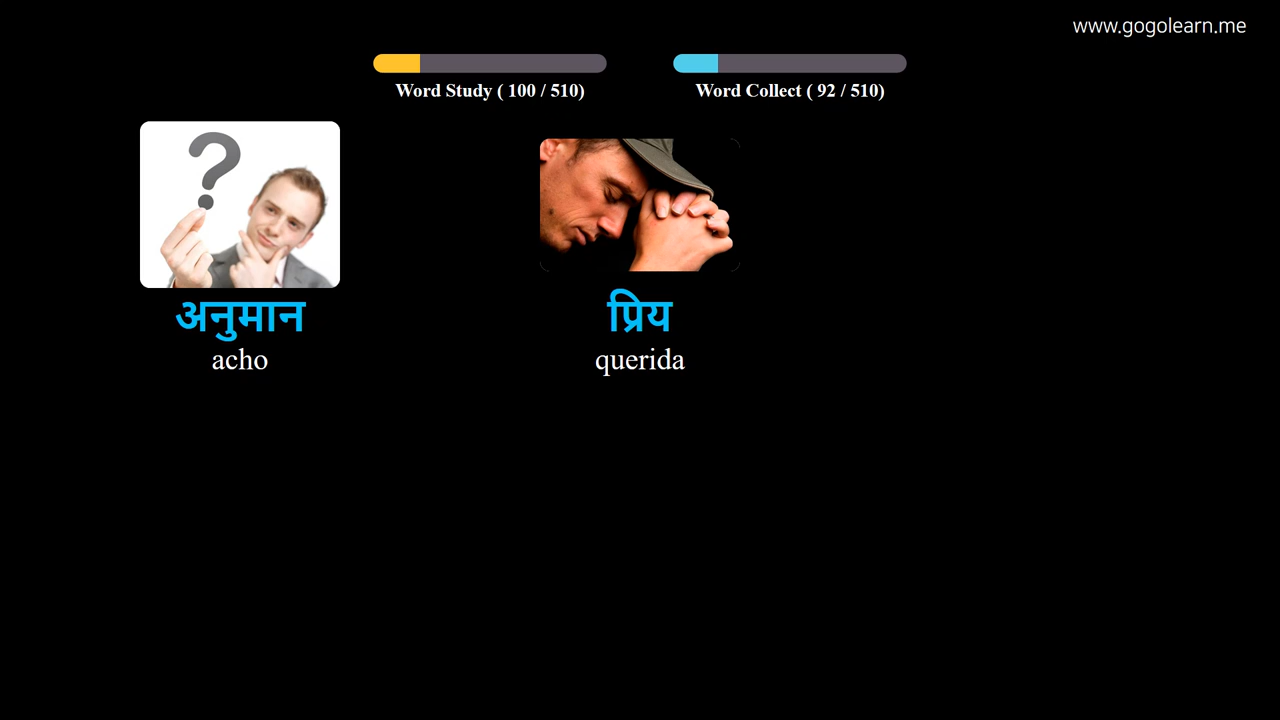 www.gogolearn.me
Word Study ( 100 / 510)
Word Collect ( 92 / 510)
अनुमान
acho
प्रिय
querida